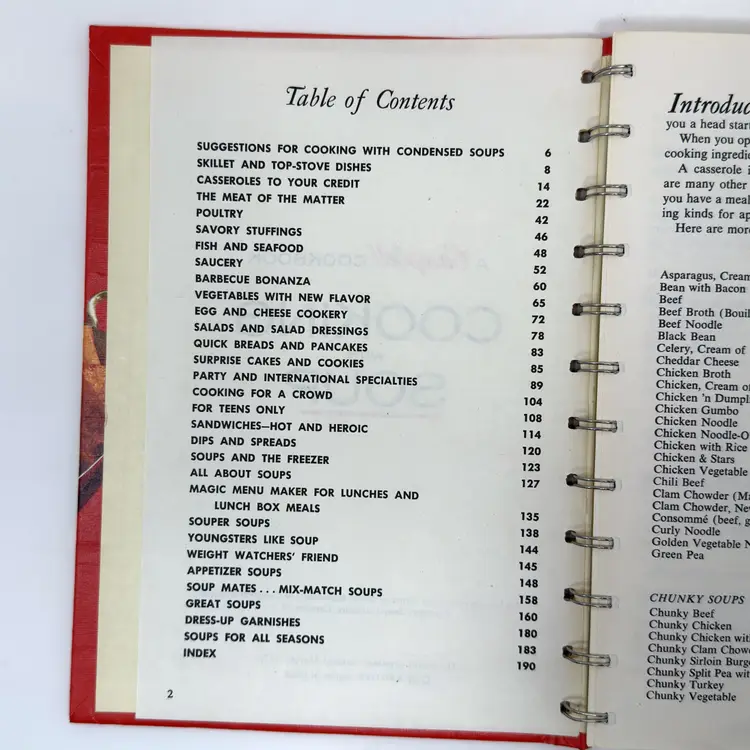 Table of Contents
SUGGESTIONS FOR COOKING WITH CONDENSED SOUPS 6
SKILLET AND TOP-STOVE DISHES 8
CASSEROLES TO YOUR CREDIT 14
THE MEAT OF THE MATTER 22
POULTRY 42
SAVORY STUFFINGS 46
FISH AND SEAFOOD 48
SAUCERY 52
BARBECUE BONANZA 60
VEGETABLES WITH NEW FLAVOR 65
EGG AND CHEESE COOKERY 72
SALADS AND SALAD DRESSINGS 78
QUICK BREADS AND PANCAKES 83
SURPRISE CAKES AND COOKIES 85
PARTY AND INTERNATIONAL SPECIALTIES 89
COOKING FOR A CROWD 104
FOR TEENS ONLY 108
SANDWICHES—HOT AND HEROIC 114
DIPS AND SPREADS 120
SOUPS AND THE FREEZER 123
ALL ABOUT SOUPS 127
MAGIC MENU MAKER FOR LUNCHES AND
LUNCH BOX MEALS 135
SOUPER SOUPS 138
YOUNGSTERS LIKE SOUP 144
WEIGHT WATCHERS' FRIEND 145
APPETIZER SOUPS 148
SOUP MATES . . . MIX-MATCH SOUPS 158
GREAT SOUPS 160
DRESS-UP GARNISHES 180
SOUPS FOR ALL SEASONS 183
INDEX 190
2
Introduc
you a head star
When you op
cooking ingredi
A casserole i
are many other
you have a meal
ing kinds for ap
Here are more
Asparagus, Cream
Bean with Bacon
Beef
Beef Broth (Bouil
Beef Noodle
Black Bean
Celery, Cream of
Cheddar Cheese
Chicken Broth
Chicken, Cream of
Chicken 'n Dumpli
Chicken Gumbo
Chicken Noodle
Chicken Noodle-O
Chicken with Rice
Chicken & Stars
Chicken Vegetable
Chili Beef
Clam Chowder (M
Clam Chowder, New
Consommé (beef, g
Curly Noodle
Golden Vegetable N
Green Pea
CHUNKY SOUPS
Chunky Beef
Chunky Chicken
Chunky Chicken with
Chunky Clam Chow
Chunky Sirloin Burg
Chunky Split Pea wit
Chunky Turkey
Chunky Vegetable